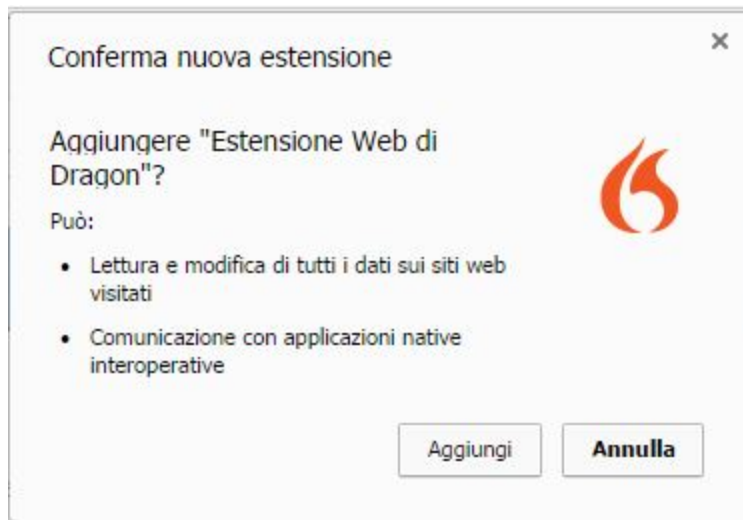 Conferma nuova estensione
Aggiungere "Estensione Web di
Dragon"?
Può:
• Lettura e modifica di tutti i dati sui siti web
visitati
• Comunicazione con applicazioni native
interoperative
Aggiungi
Annulla